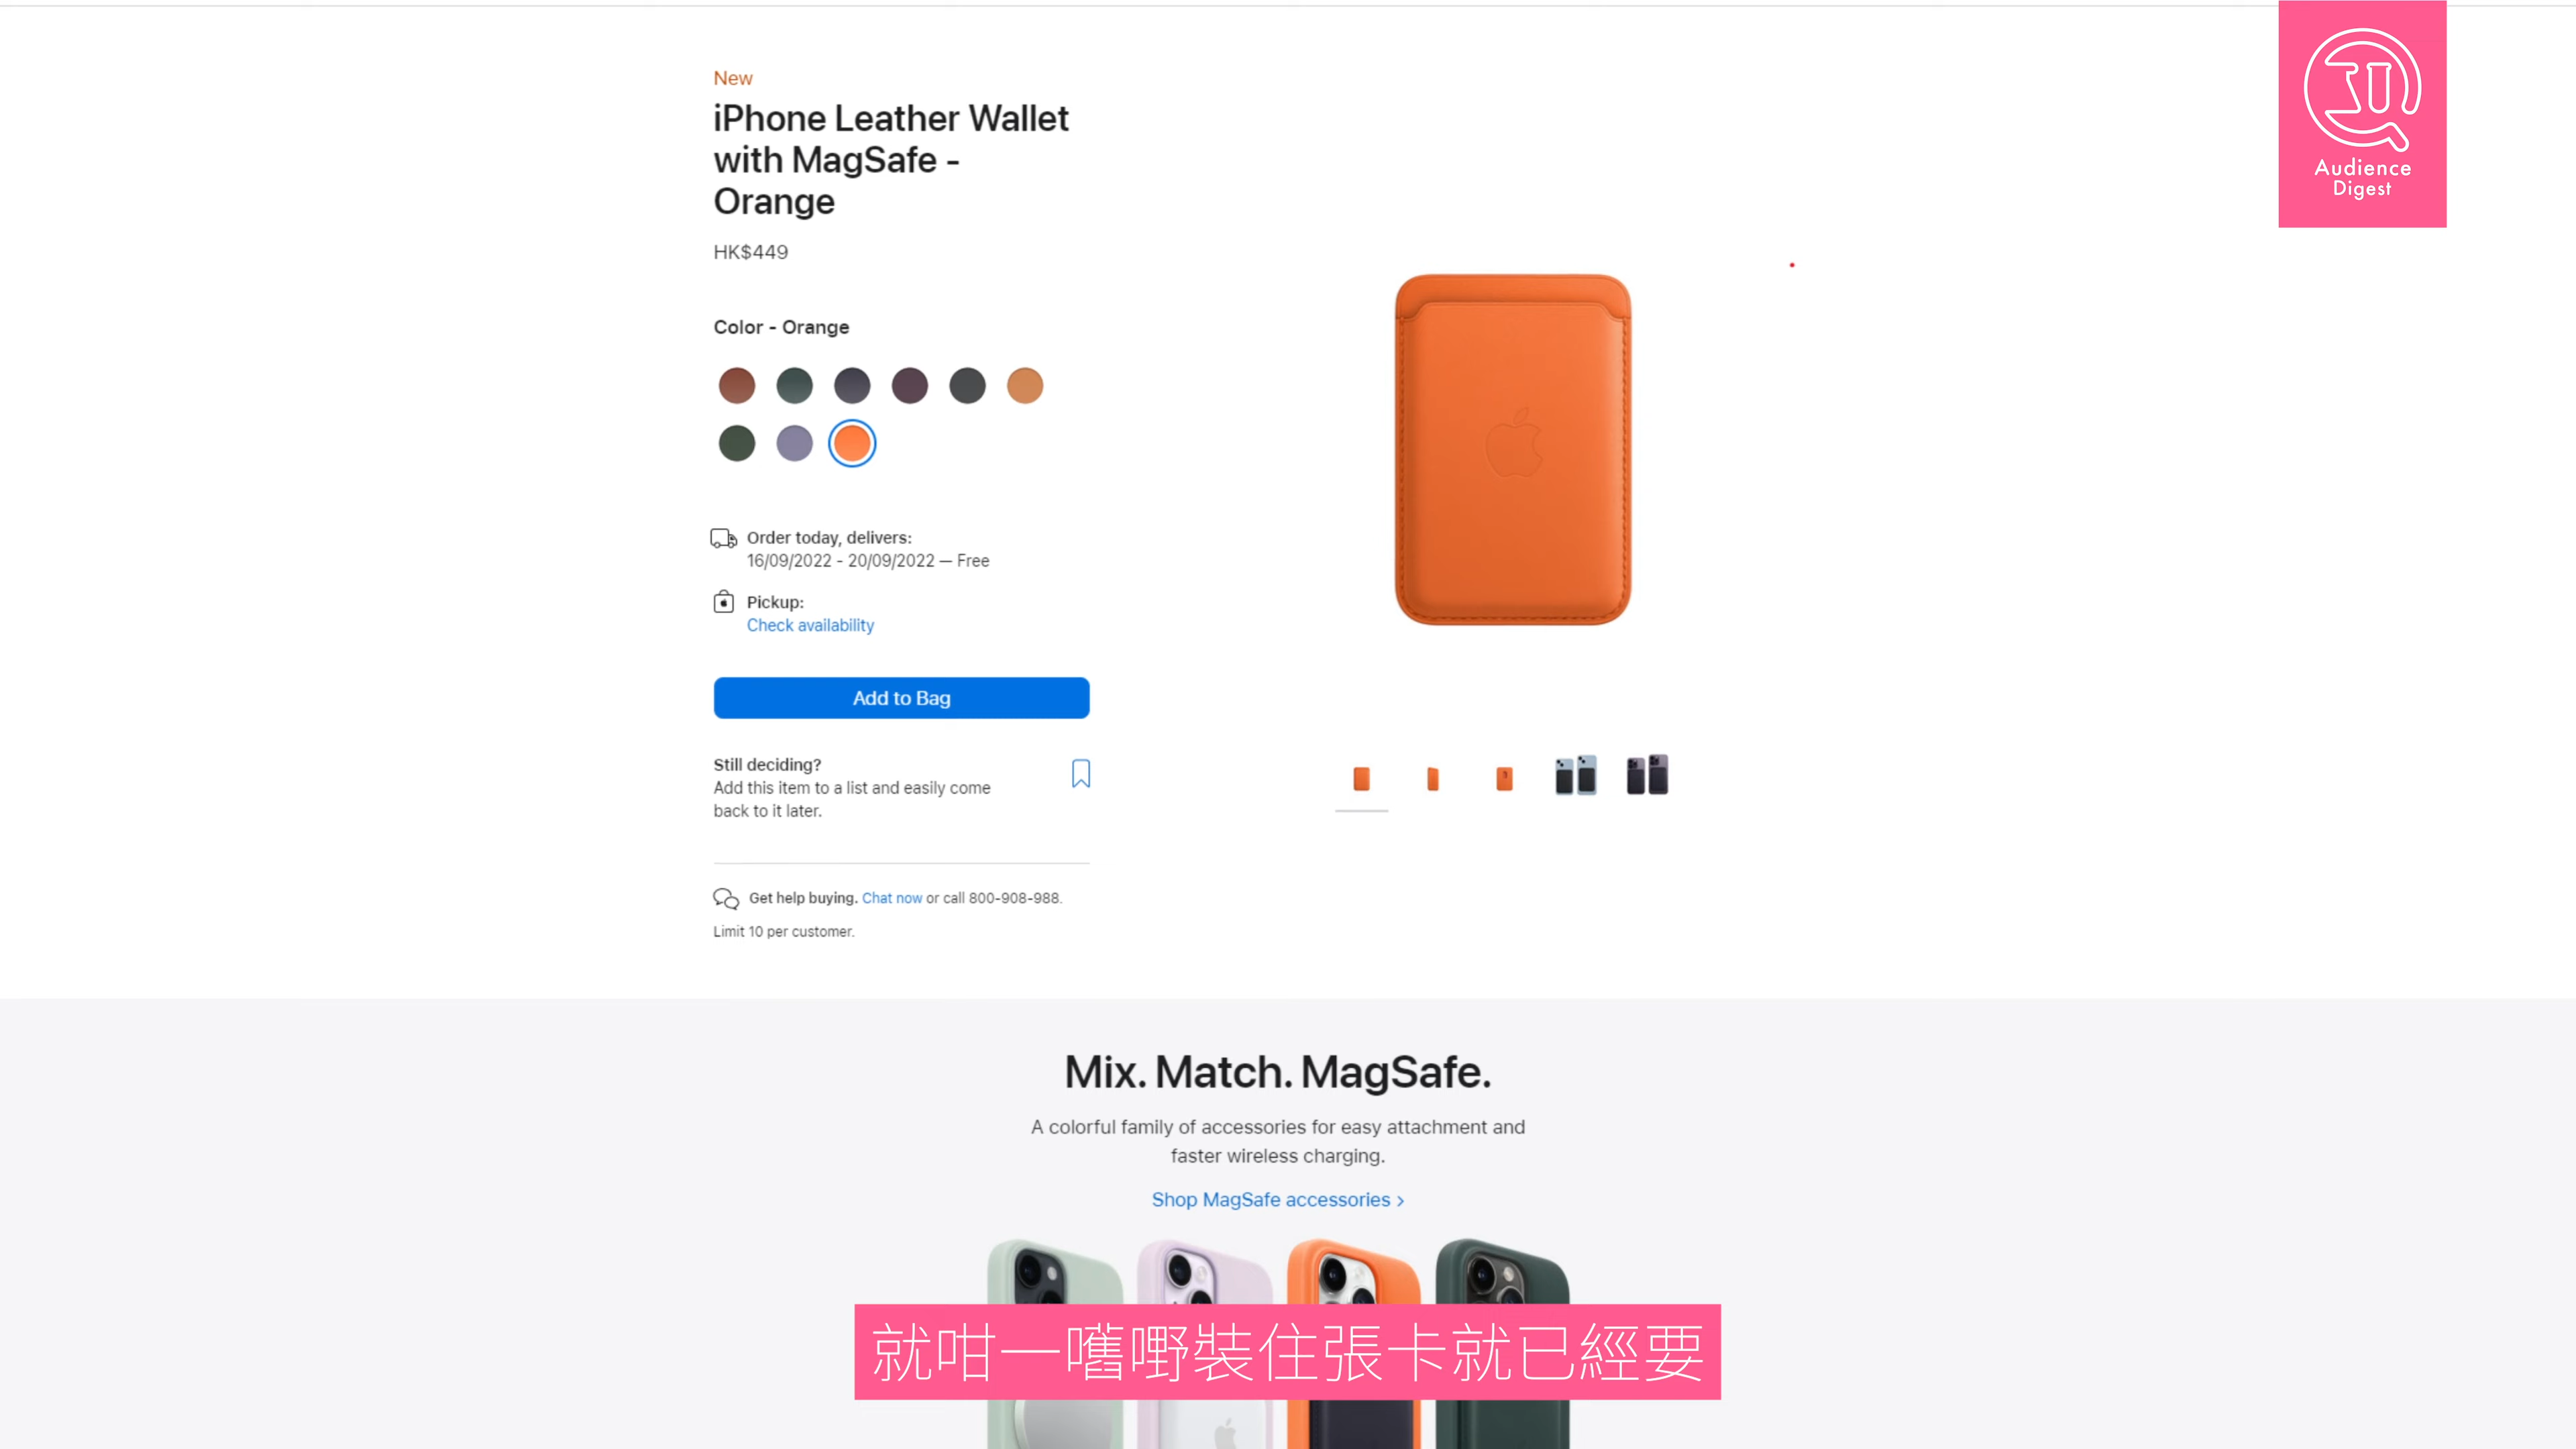 New
iPhone Leather Wallet
with MagSafe -
Orange
HK$449
Color - Orange
Order today, delivers:
16/09/2022 - 20/09/2022 — Free
Pickup:
Check availability
Add to Bag
Still deciding?
Add this item to a list and easily come
back to it later.
Get help buying. Chat now or call 800-908-988.
Limit 10 per customer.
Audience
Digest
Mix. Match. MagSafe.
A colorful family of accessories for easy attachment and
faster wireless charging.
Shop MagSafe accessories >
就咁一嚿嘢裝住張卡就已經要